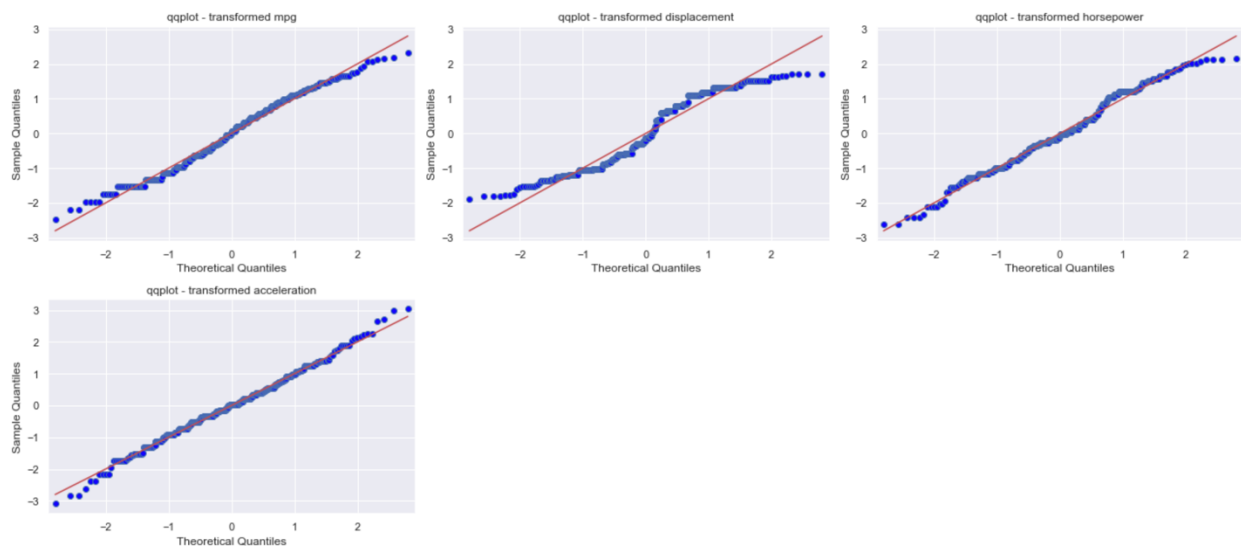 qqplot - transformed mpg
3
2
1
0
−1
−2
−3
−2 −1 0 1 2
Theoretical Quantiles
Sample Quantiles
qqplot - transformed displacement
3
2
1
0
−1
−2
−3
−2 −1 0 1 2
Theoretical Quantiles
Sample Quantiles
qqplot - transformed horsepower
3
2
1
0
−1
−2
−3
−2 −1 0 1 2
Theoretical Quantiles
Sample Quantiles
qqplot - transformed acceleration
3
2
1
0
−1
−2
−3
−2 −1 0 1 2
Theoretical Quantiles
Sample Quantiles